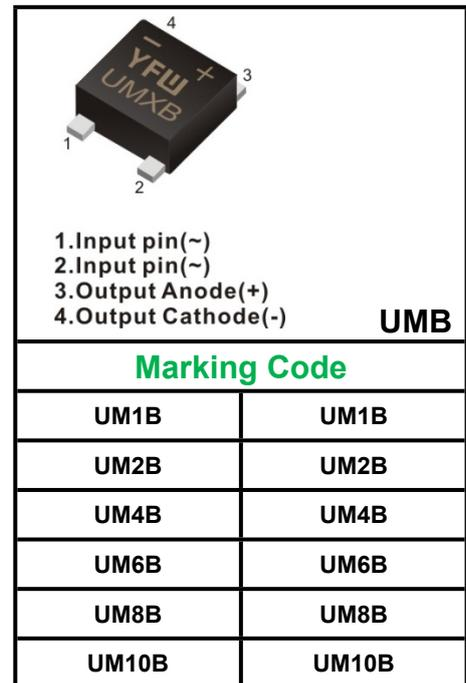 4
− +
YFW
UMXB
3
1
2
1.Input pin(~)
2.Input pin(~)
3.Output Anode(+)
4.Output Cathode(-)
UMB
Marking Code
UM1B UM1B
UM2B UM2B
UM4B UM4B
UM6B UM6B
UM8B UM8B
UM10B UM10B